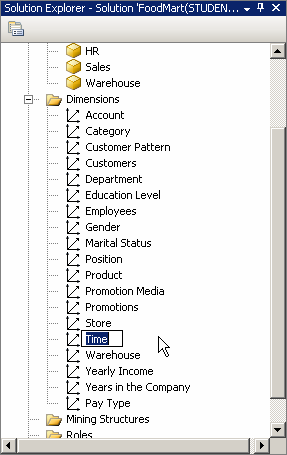 Solution Explorer - Solution 'FoodMart(STUDEN...
HR
Sales
Warehouse
Dimensions
Account
Category
Customer Pattern
Customers
Department
Education Level
Employees
Gender
Marital Status
Position
Product
Promotion Media
Promotions
Store
Time
Warehouse
Yearly Income
Years in the Company
Pay Type
Mining Structures
Roles